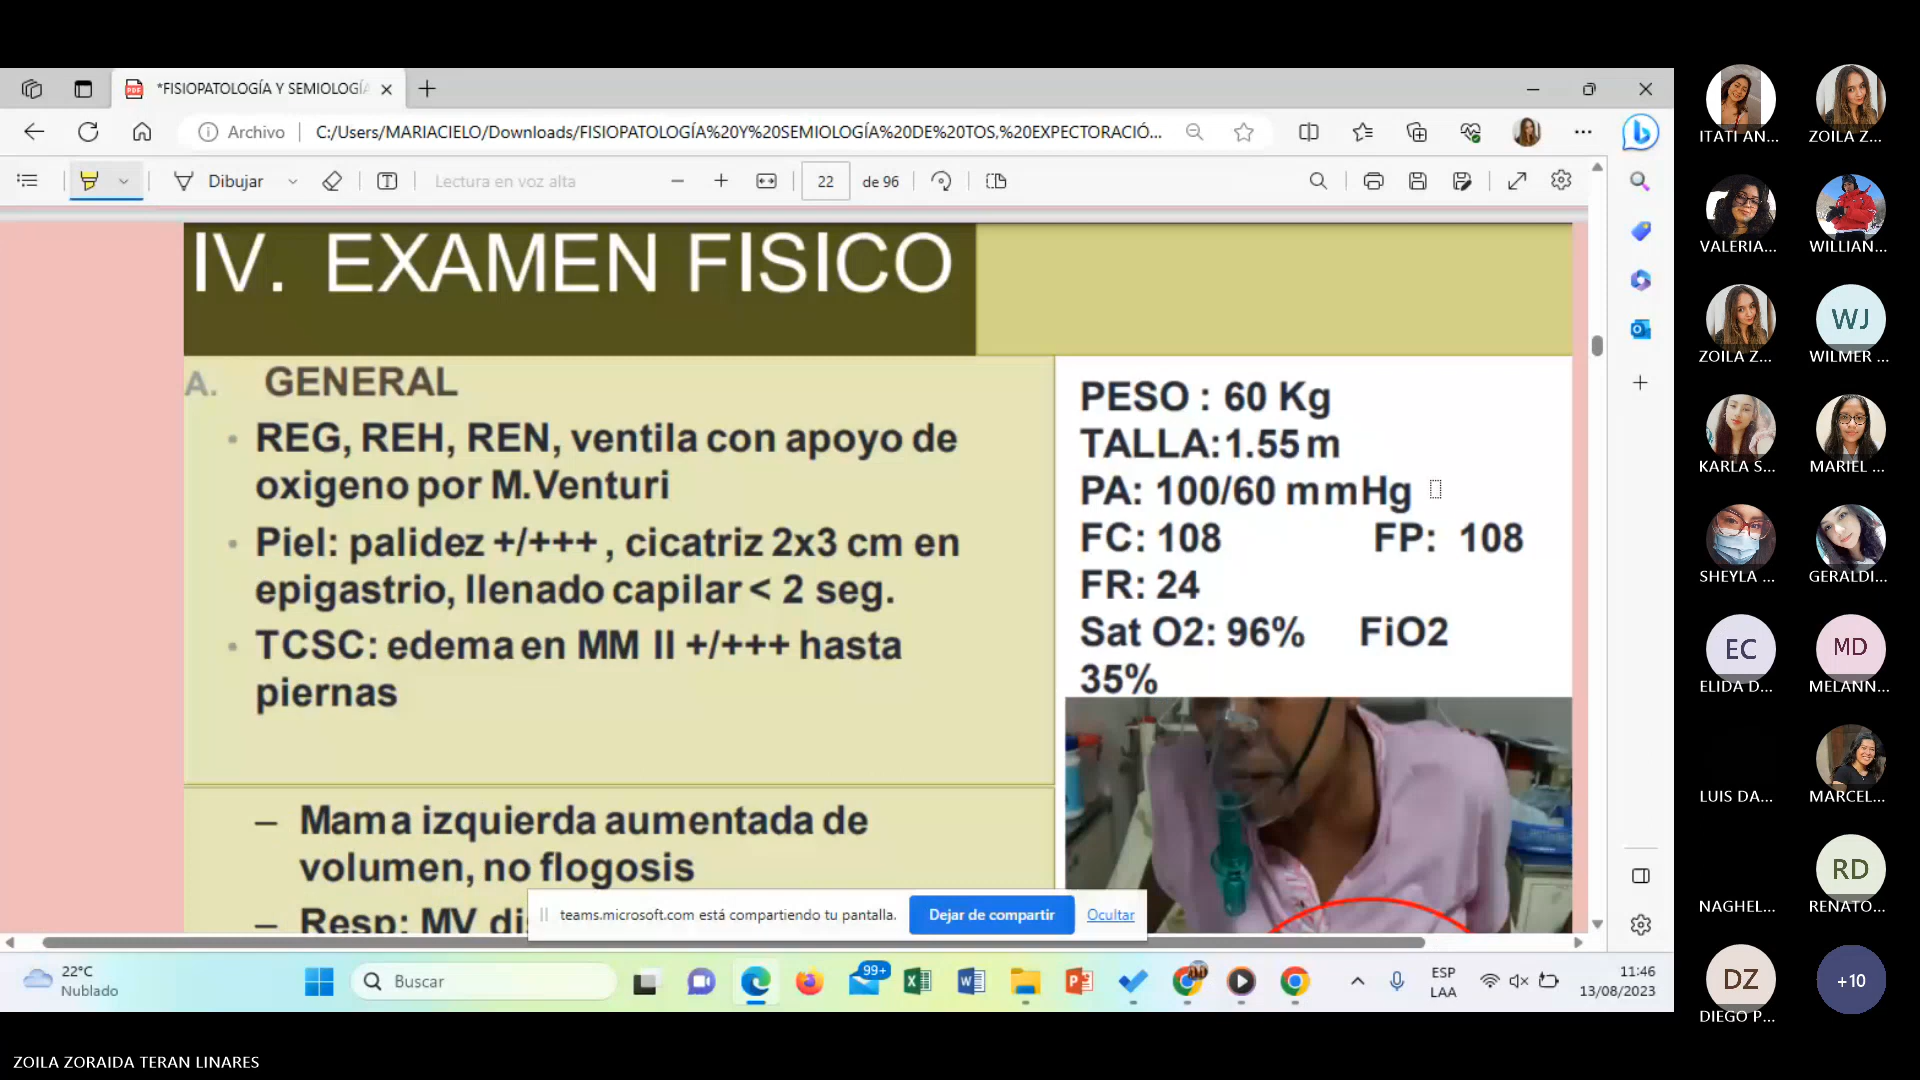 *FISIOPATOLOGÍA Y SEMIOLOGÍA
Archivo
C:/Users/MARIACIELO/Downloads/FISIOPATOLOGÍA%20Y%20SEMIOLOGÍA%20DE%20TOS,%20EXPECTORACIÓ...
Dibujar
Lectura en voz alta
22
de 96
IV. EXAMEN FISICO
A. GENERAL
• REG, REH, REN, ventila con apoyo de
oxigeno por M.Venturi
• Piel: palidez +/+++ , cicatriz 2x3 cm en
epigastrio, llenado capilar < 2 seg.
• TCSC: edema en MM II +/+++ hasta
piernas
– Mama izquierda aumentada de
volumen, no flogosis
– Resp: MV di
PESO : 60 Kg
TALLA:1.55 m
PA: 100/60 mmHg
FC: 108 FP: 108
FR: 24
Sat O2: 96% FiO2
35%
teams.microsoft.com está compartiendo tu pantalla.
Dejar de compartir
Ocultar
22°C
Nublado
Buscar
99+
ESP
LAA
11:46
13/08/2023
ITATI AN...
ZOILA Z...
VALERIA...
WILLIAN...
ZOILA Z...
WJ
WILMER ...
KARLA S...
MARIEL ...
SHEYLA ...
GERALDI...
EC
ELIDA D...
MD
MELANN...
LUIS DA...
MARCEL...
NAGHEL...
RD
RENATO...
DZ
DIEGO P...
+10
ZOILA ZORAIDA TERAN LINARES